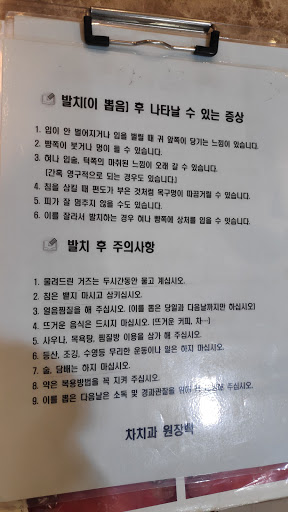 발치(이 뽑음) 후 나타날 수 있는 증상
1. 입이 안 벌어지거나 입을 벌릴 때 귀 앞쪽이 당기는 느낌이 있습니다.
2. 뺨쪽이 붓거나 멍이 들 수 있습니다.
3. 혀나 입술, 턱쪽의 마취된 느낌이 오래 갈 수 있습니다.
(간혹 영구적으로 되는 경우도 있습니다.)
4. 침을 삼킬 때 편도가 부은 것처럼 목구멍이 따끔거릴 수 있습니다.
5. 피가 잘 멈추지 않을 수도 있습니다.
6. 이를 잘라서 발치하는 경우 혀나 뺨쪽에 상처를 입을 수 있습니다.
발치 후 주의사항
1. 물려드린 거즈는 두시간동안 물고 계십시오.
2. 침은 뱉지 마시고 삼키십시오.
3. 얼음찜질을 해 주십시오. (이를 뽑은 당일과 다음날까지만 하십시오)
4. 뜨거운 음식은 드시지 마십시오. (뜨거운 커피, 차…)
5. 사우나, 목욕탕, 찜질방 이용을 삼가 해 주십시오.
6. 등산, 조깅, 수영등 무리한 운동이나 일은 하지 마십시오.
7. 술, 담배는 하지 마십시오.
8. 약은 복용방법을 꼭 지켜 주십시오.
9. 이를 뽑은 다음날은 소독 및 경과관찰을 위해 해 주십시오.
차치과 원장백